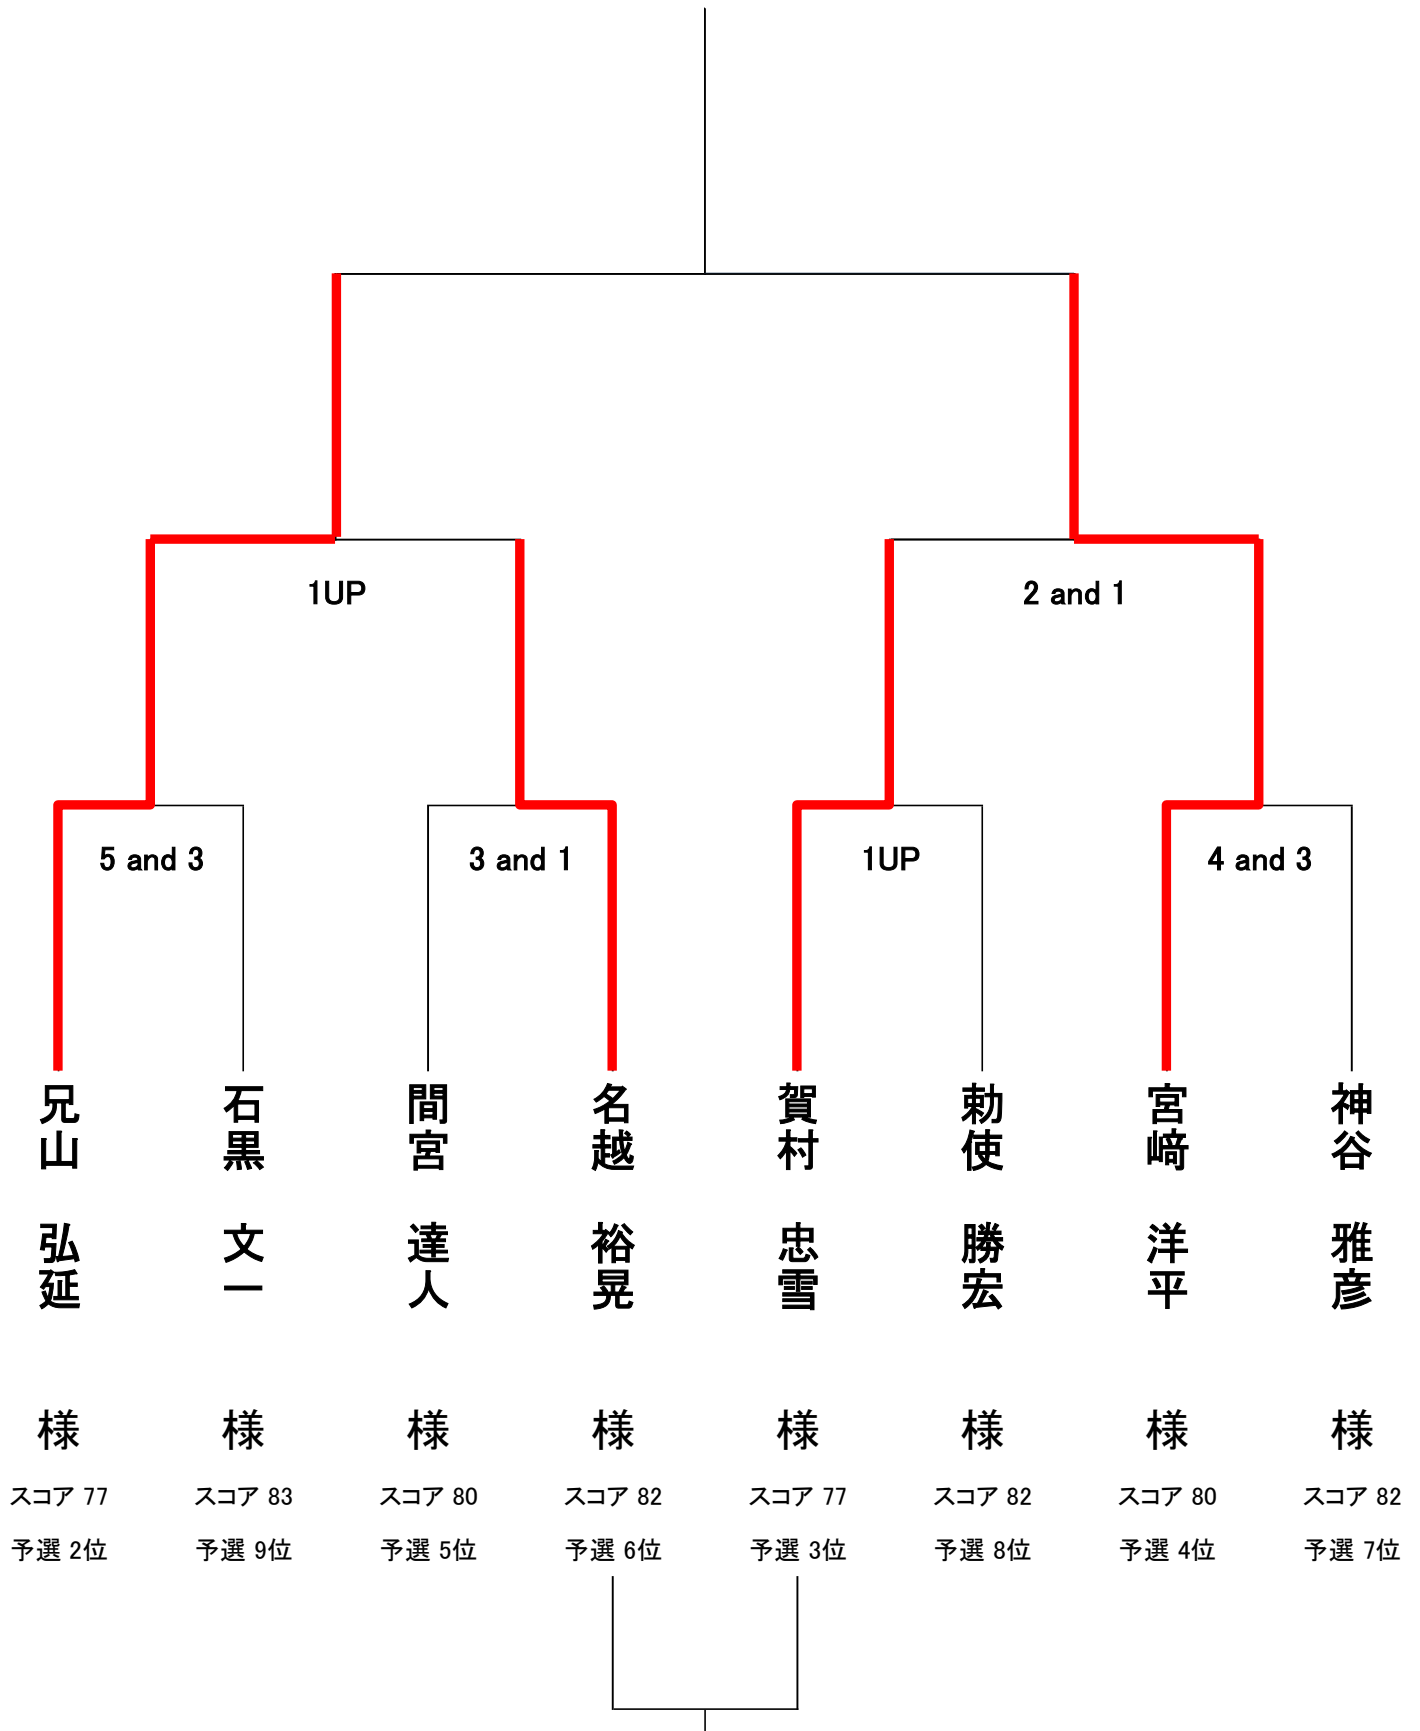 1UP
2 and 1
5 and 3
3 and 1
1UP
4 and 3
兄山 弘延 様
スコア 77
予選 2位
石黒 文一 様
スコア 83
予選 9位
間宮 達人 様
スコア 80
予選 5位
名越 裕晃 様
スコア 82
予選 6位
賀村 忠雪 様
スコア 77
予選 3位
勅使 勝宏 様
スコア 82
予選 8位
宮﨑 洋平 様
スコア 80
予選 4位
神谷 雅彦 様
スコア 82
予選 7位